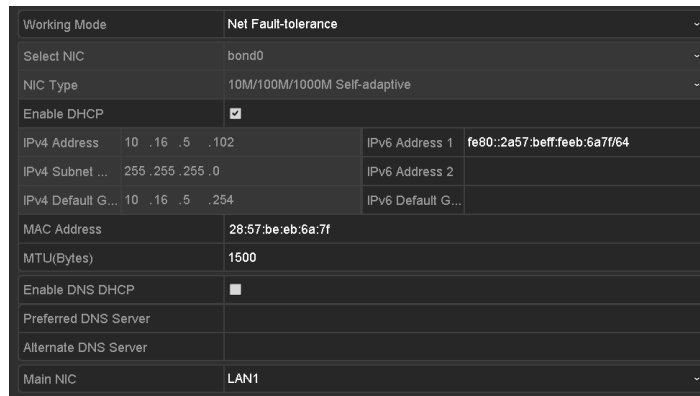 Working Mode Net Fault-tolerance
Select NIC bond0
NIC Type 10M/100M/1000M Self-adaptive
Enable DHCP
IPv4 Address 10 .16 .5 .102 IPv6 Address 1 fe80::2a57:beff:feeb:6a7f/64
IPv4 Subnet ... 255.255.255.0 IPv6 Address 2
IPv4 Default G... 10 .16 .5 .254 IPv6 Default G...
MAC Address 28:57:be:eb:6a:7f
MTU(Bytes) 1500
Enable DNS DHCP
Preferred DNS Server
Alternate DNS Server
Main NIC LAN1